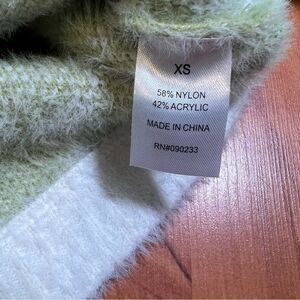 XS
58% NYLON
42% ACRYLIC
MADE IN CHINA
RN#090233